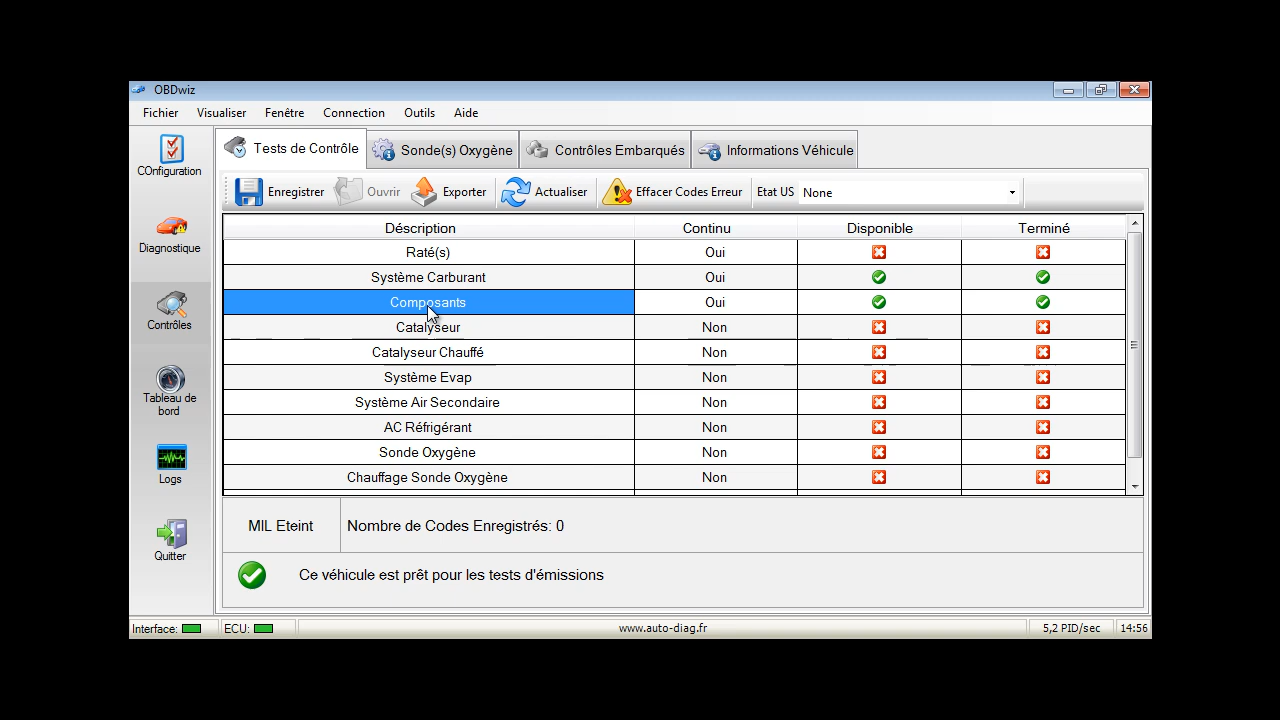 OBDwiz
Fichier Visualiser Fenêtre Connection Outils Aide
COnfiguration
Diagnostique
Contrôles
Tableau de
bord
Logs
Quitter
Tests de Contrôle Sonde(s) Oxygène Contrôles Embarqués Informations Véhicule
Enregistrer Ouvrir Exporter Actualiser Effacer Codes Erreur Etat US None
Déscription Continu Disponible Terminé
Raté(s) Oui
Système Carburant Oui
Composants Oui
Catalyseur Non
Catalyseur Chauffé Non
Système Evap Non
Système Air Secondaire Non
AC Réfrigérant Non
Sonde Oxygène Non
Chauffage Sonde Oxygène Non
MIL Eteint Nombre de Codes Enregistrés: 0
Ce véhicule est prêt pour les tests d'émissions
Interface: ECU: www.auto-diag.fr 5,2 PID/sec 14:56